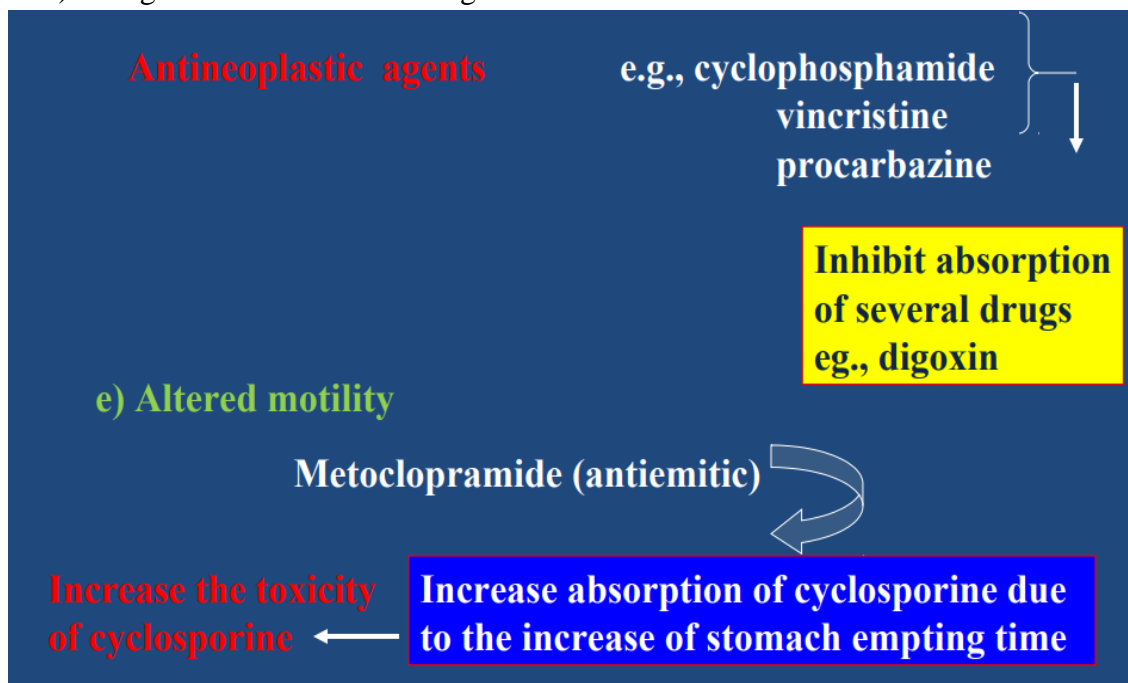 Antineoplastic agents e.g., cyclophosphamide
vincristine
procarbazine
Inhibit absorption
of several drugs
eg., digoxin
e) Altered motility
Metoclopramide (antiemitic)
Increase the toxicity
of cyclosporine
Increase absorption of cyclosporine due
to the increase of stomach empting time